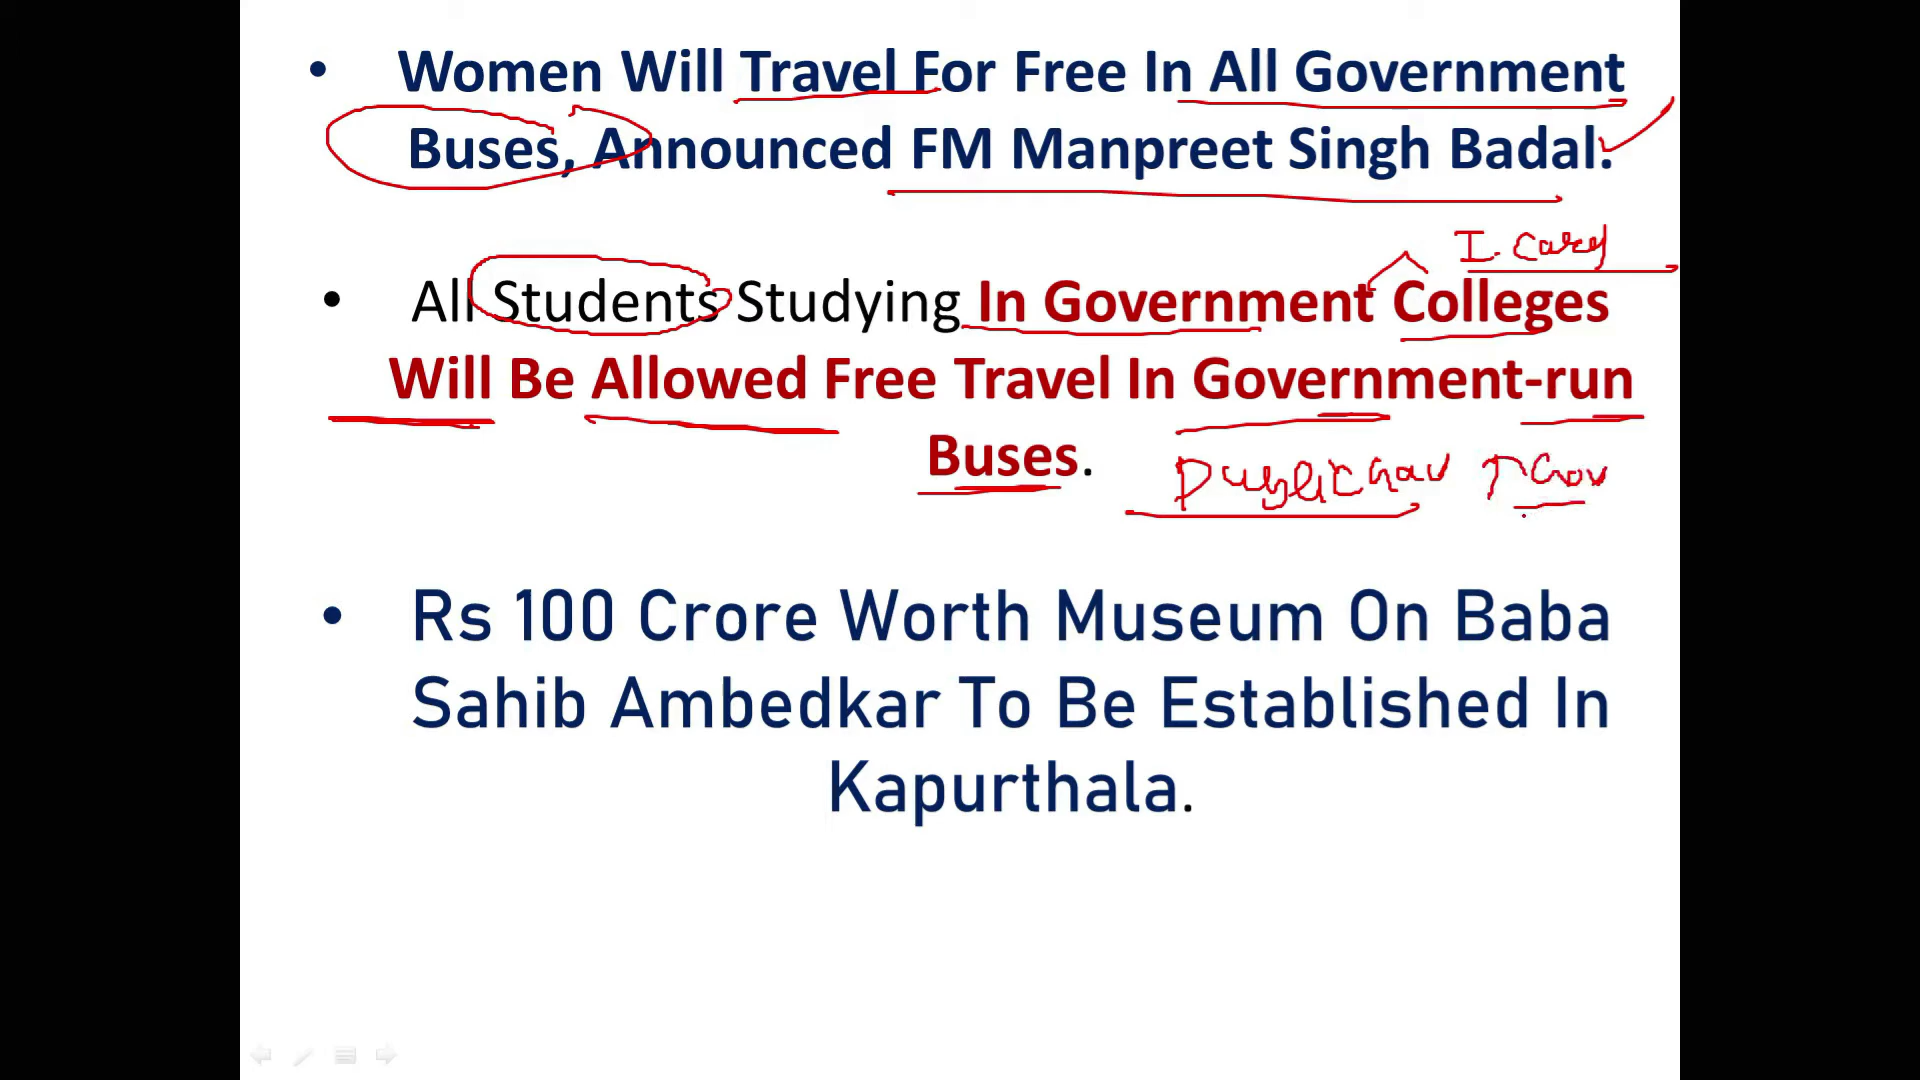 • Women Will Travel For Free In All Government
Buses, Announced FM Manpreet Singh Badal.
• All Students Studying In Government Colleges
Will Be Allowed Free Travel In Government-run
Buses.
• Rs 100 Crore Worth Museum On Baba
Sahib Ambedkar To Be Established In
Kapurthala.